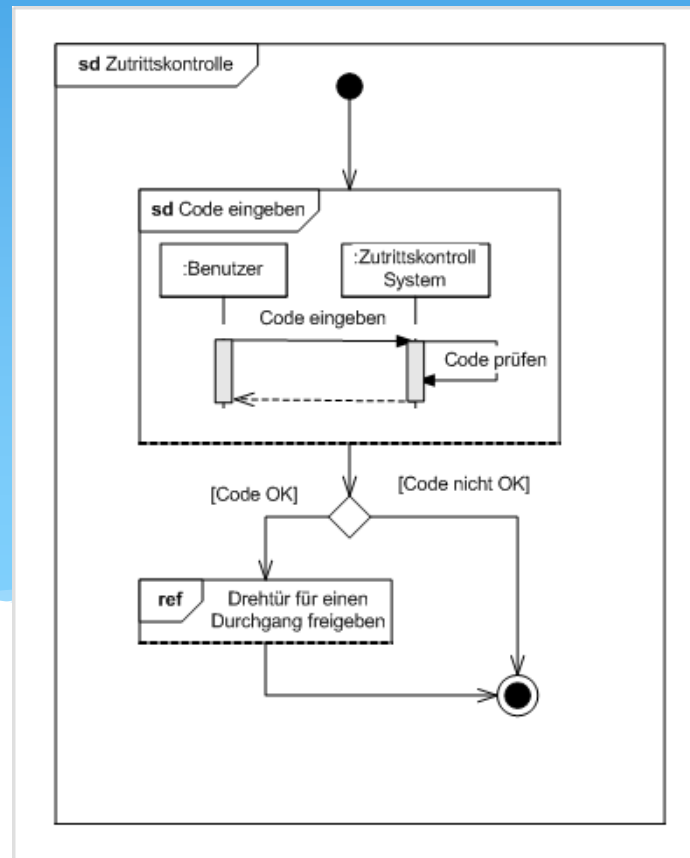 sd Zutrittskontrolle
sd Code eingeben
:Benutzer
:Zutrittskontroll
System
Code eingeben
Code prüfen
[Code OK]
[Code nicht OK]
ref
Drehtür für einen
Durchgang freigeben